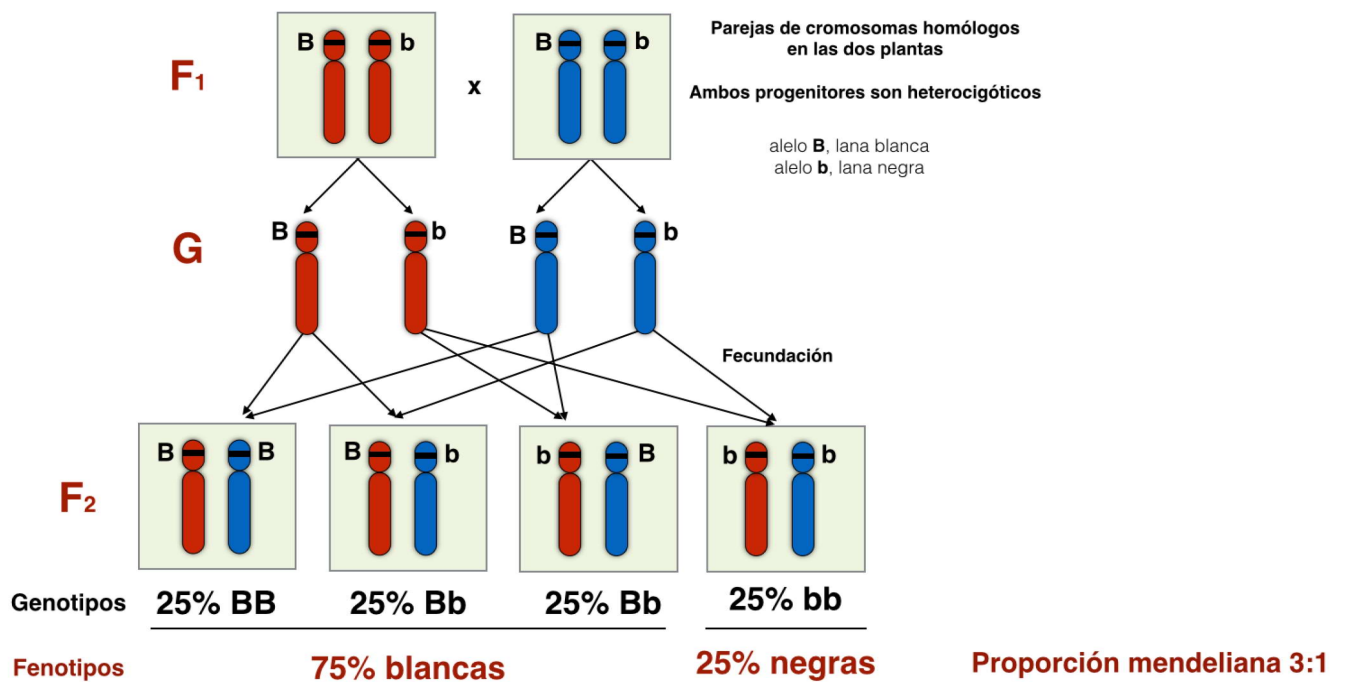 B b B b
Parejas de cromosomas homólogos
en las dos plantas
F1
x
Ambos progenitores son heterocigóticos
alelo B, lana blanca
alelo b, lana negra
G
B b B b
Fecundación
F2
B B B b b B b b
Genotipos 25% BB 25% Bb 25% Bb 25% bb
Fenotipos 75% blancas 25% negras Proporción mendeliana 3:1